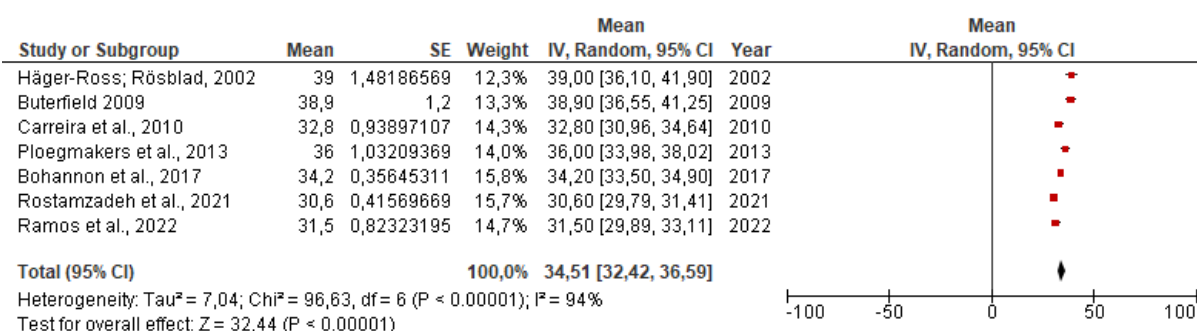 Mean Mean
Study or Subgroup Mean SE Weight IV, Random, 95% CI Year IV, Random, 95% CI
Häger-Ross; Rösblad, 2002 39 1,48186569 12,3% 39,00 [36,10, 41,90] 2002
Buterfield 2009 38,9 1,2 13,3% 38,90 [36,55, 41,25] 2009
Carreira et al., 2010 32,8 0,93897107 14,3% 32,80 [30,96, 34,64] 2010
Ploegmakers et al., 2013 36 1,03209369 14,0% 36,00 [33,98, 38,02] 2013
Bohannon et al., 2017 34,2 0,35645311 15,8% 34,20 [33,50, 34,90] 2017
Rostamzadeh et al., 2021 30,6 0,41569669 15,7% 30,60 [29,79, 31,41] 2021
Ramos et al., 2022 31,5 0,82323195 14,7% 31,50 [29,89, 33,11] 2022
Total (95% CI) 100,0% 34,51 [32,42, 36,59]
Heterogeneity: Tau² = 7,04; Chi² = 96,63, df = 6 (P < 0.00001); I² = 94%
Test for overall effect: Z = 32,44 (P < 0.00001)
-100 -50 0 50 100